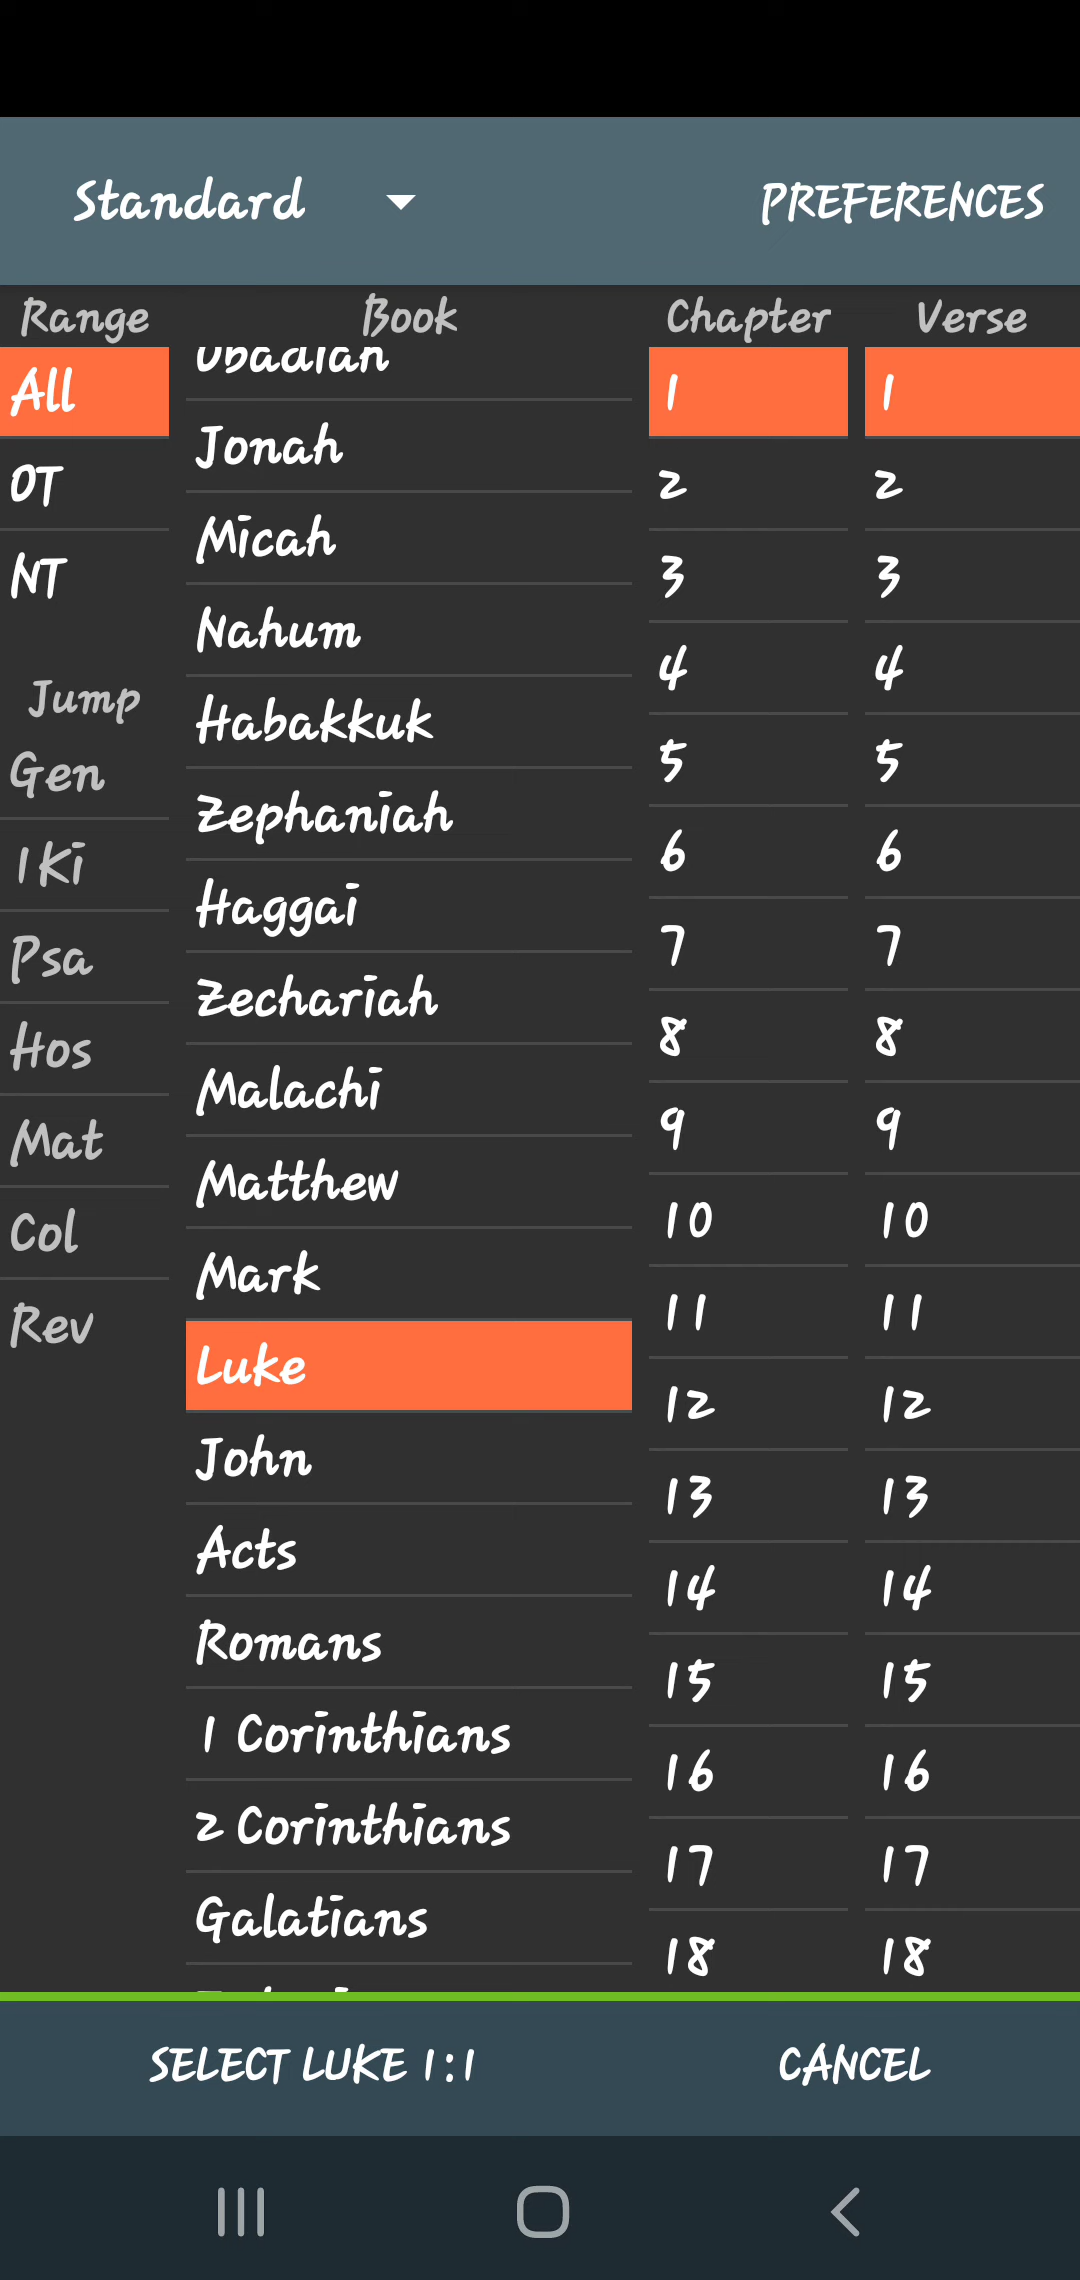 Standard
PREFERENCES
Range
Book
Chapter
Verse
All
OT
NT
Jump
Gen
1Ki
Psa
Hos
Mat
Col
Rev
Obadiah
Jonah
Micah
Nahum
Habakkuk
Zephaniah
Haggai
Zechariah
Malachi
Matthew
Mark
Luke
John
Acts
Romans
1 Corinthians
2 Corinthians
Galatians
1
2
3
4
5
6
7
8
9
10
11
12
13
14
15
16
17
18
1
2
3
4
5
6
7
8
9
10
11
12
13
14
15
16
17
18
SELECT LUKE 1:1
CANCEL